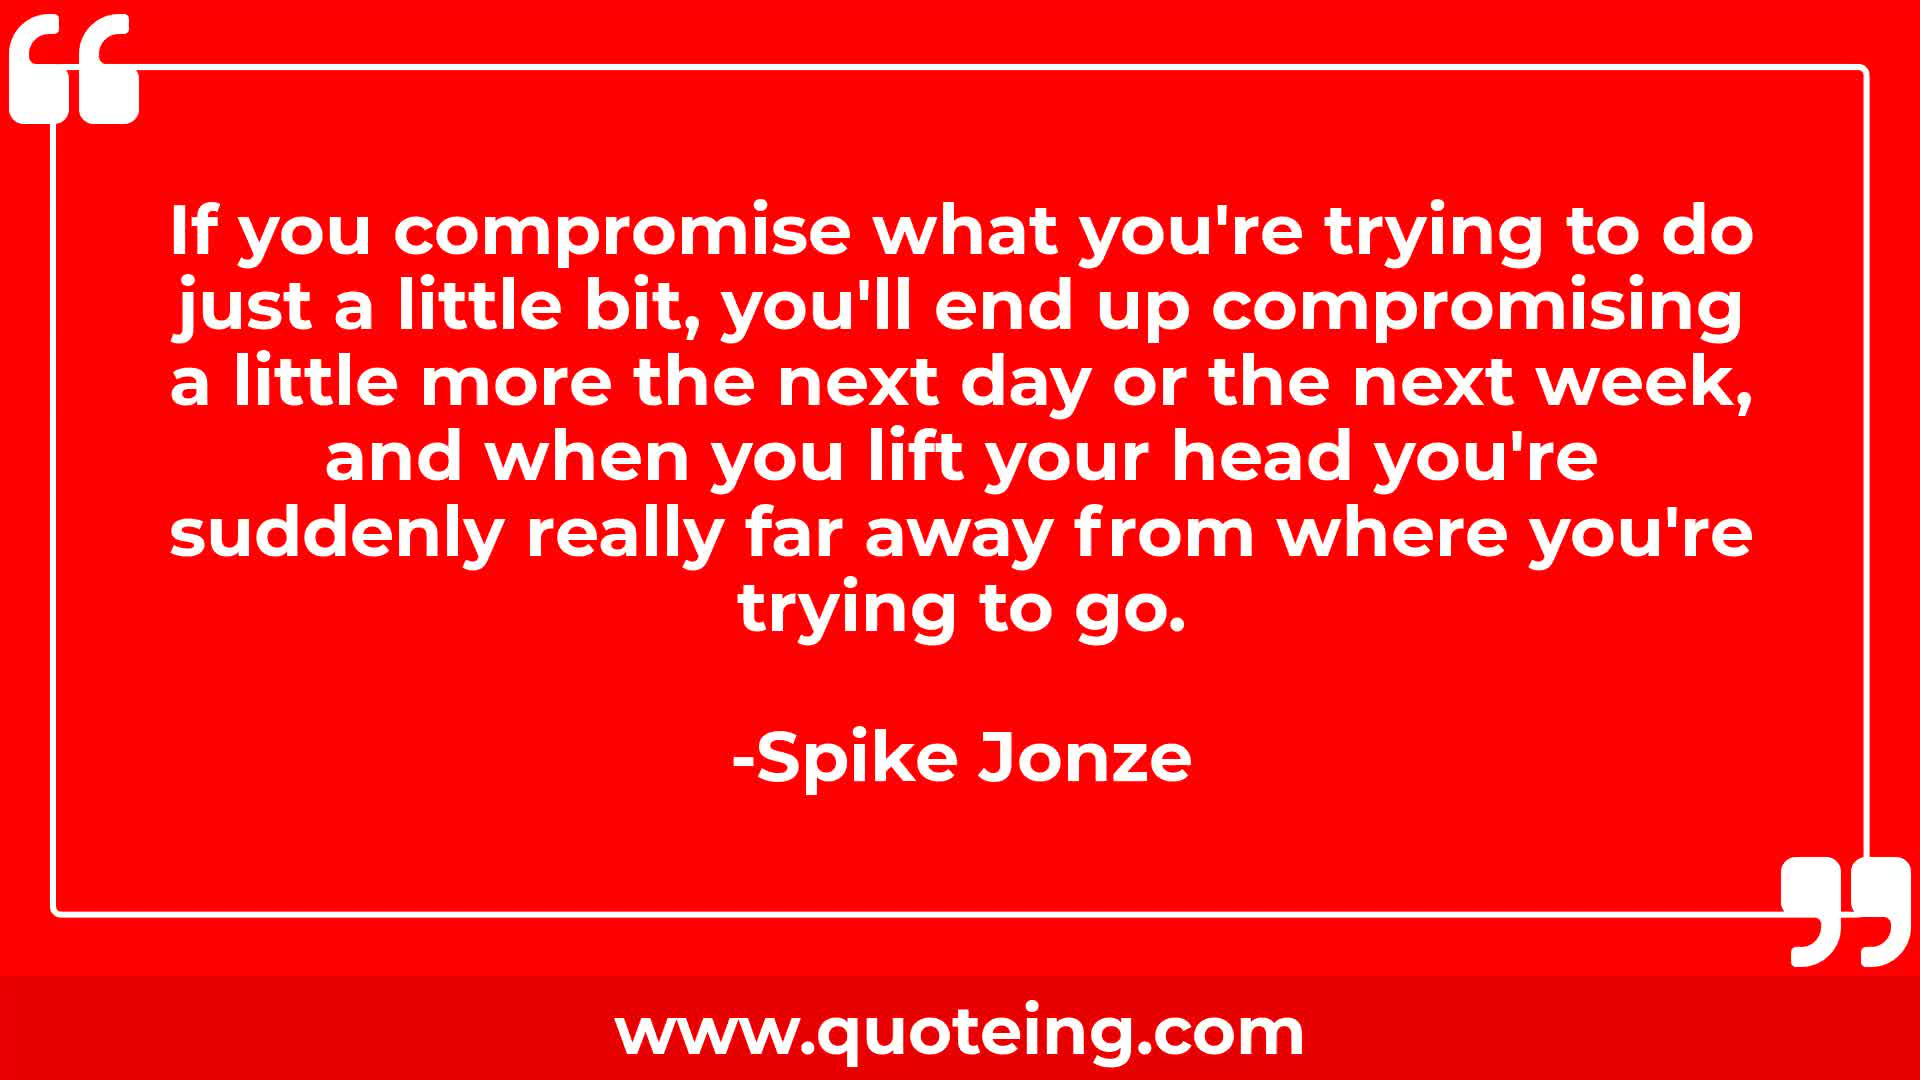 If you compromise what you're trying to do
just a little bit, you'll end up compromising
a little more the next day or the next week,
and when you lift your head you're
suddenly really far away from where you're
trying to go.
-Spike Jonze
www.quoteing.com